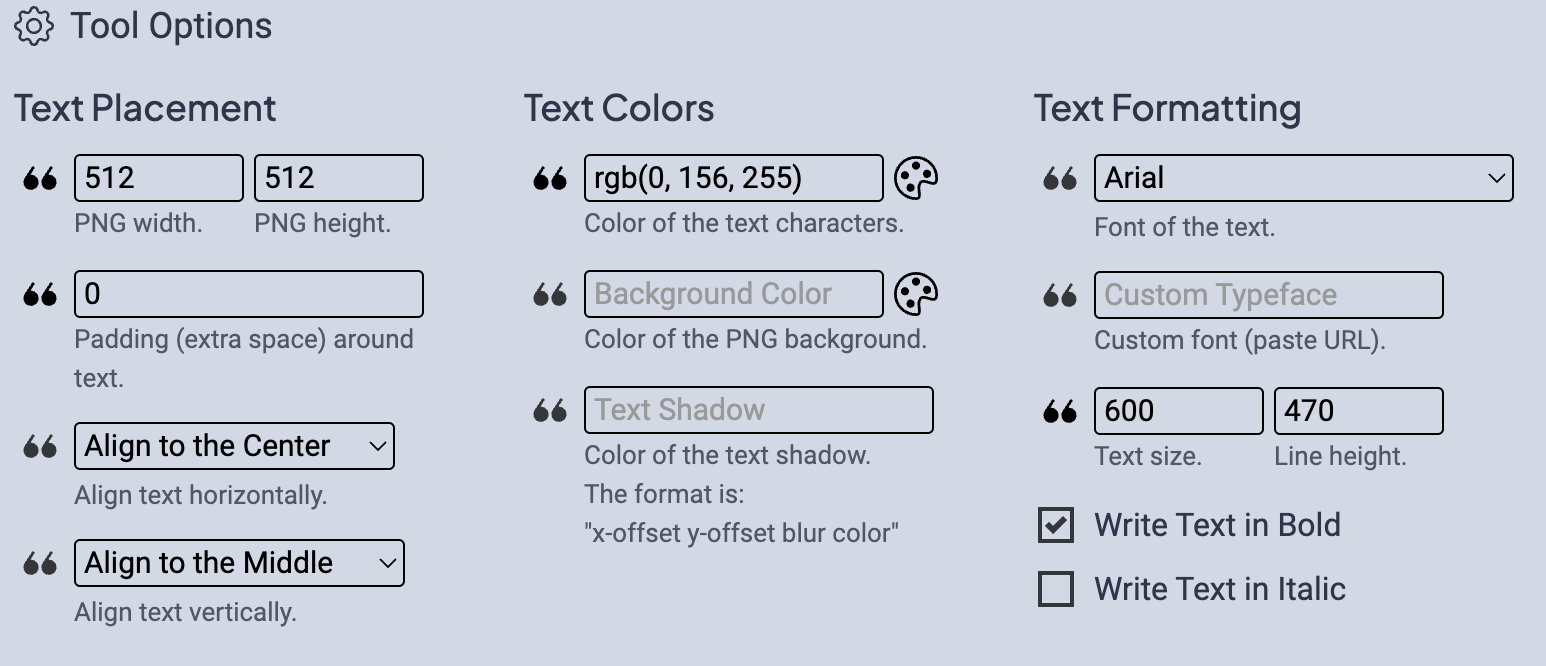 Tool Options
Text Placement
512
512
PNG width.
PNG height.
0
Padding (extra space) around
text.
Align to the Center
Align text horizontally.
Align to the Middle
Align text vertically.
Text Colors
rgb(0, 156, 255)
Color of the text characters.
Background Color
Color of the PNG background.
Text Shadow
Color of the text shadow.
The format is:
"x-offset y-offset blur color"
Text Formatting
Arial
Font of the text.
Custom Typeface
Custom font (paste URL).
600
470
Text size.
Line height.
Write Text in Bold
Write Text in Italic